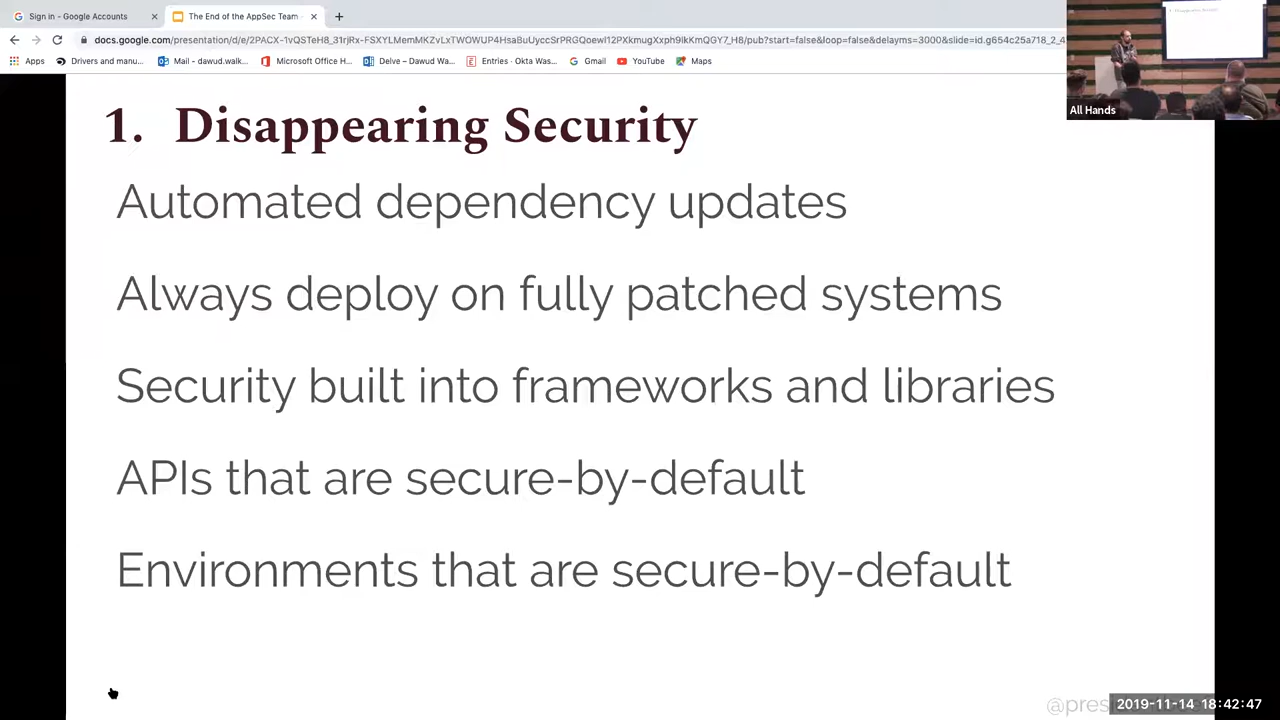 Sign in - Google Accounts
The End of the AppSec Team -
Apps
Drivers and manu...
Mail - dawud.walk...
Microsoft Office H...
Delve – Dawud Wa...
Entries · Okta Was...
Gmail
YouTube
Maps
All Hands
1. Disappearing Security
Automated dependency updates
Always deploy on fully patched systems
Security built into frameworks and libraries
APIs that are secure-by-default
Environments that are secure-by-default
2019-11-14 18:42:47